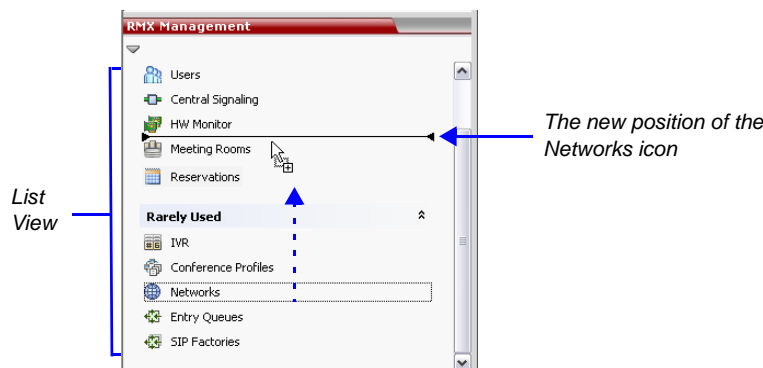 RMX Management
Users
Central Signaling
HW Monitor
Meeting Rooms
Reservations
Rarely Used
IVR
Conference Profiles
Networks
Entry Queues
SIP Factories
List
View
The new position of the
Networks icon